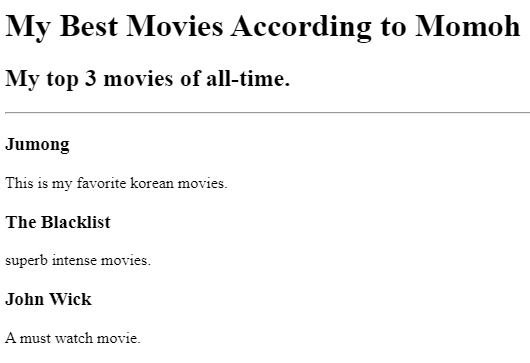 My Best Movies According to Momoh
My top 3 movies of all-time.
Jumong
This is my favorite korean movies.
The Blacklist
superb intense movies.
John Wick
A must watch movie.